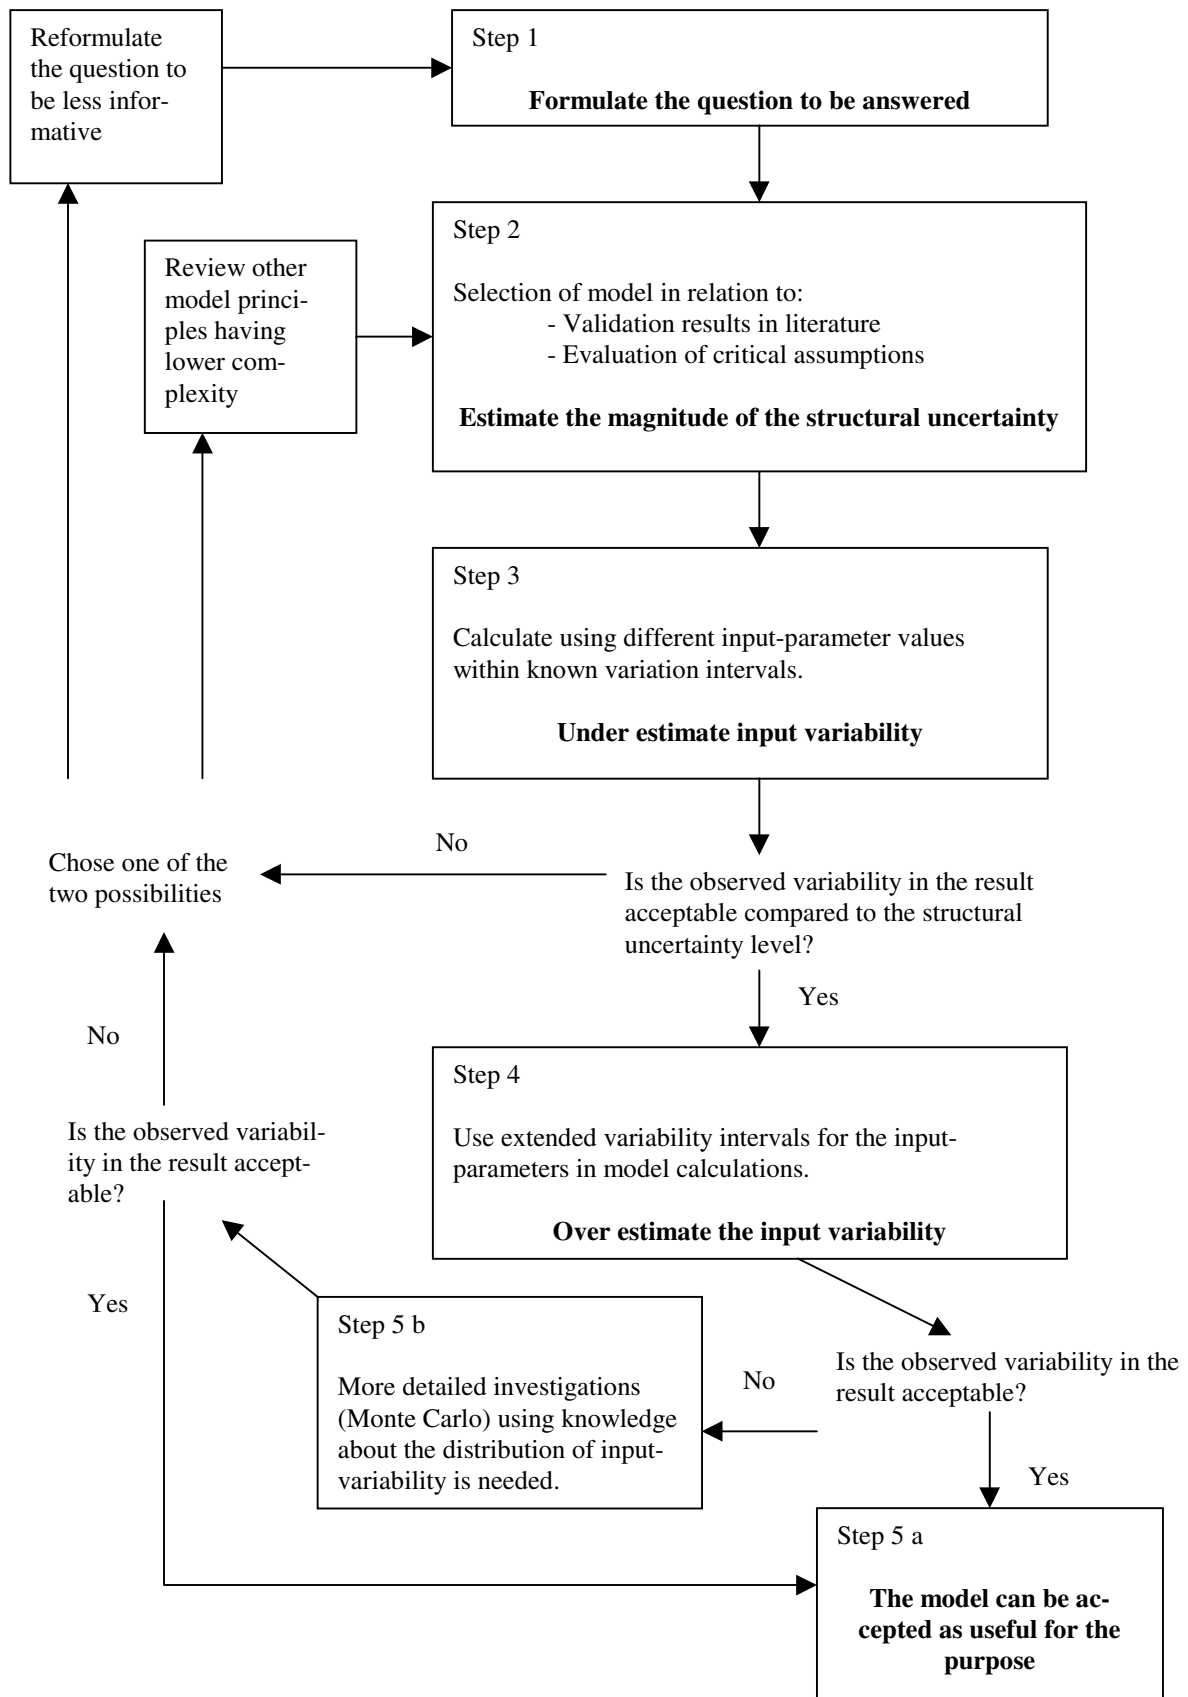 Reformulate
the question to
be less infor-
mative
Step 1
Formulate the question to be answered
Step 2
Selection of model in relation to:
- Validation results in literature
- Evaluation of critical assumptions
Estimate the magnitude of the structural uncertainty
Review other
model princi-
ples having
lower com-
plexity
Step 3
Calculate using different input-parameter values
within known variation intervals.
Under estimate input variability
No
Chose one of the
two possibilities
Is the observed variability in the result
acceptable compared to the structural
uncertainty level?
Yes
No
Step 4
Use extended variability intervals for the input-
parameters in model calculations.
Over estimate the input variability
Is the observed variabil-
ity in the result accept-
able?
Yes
Step 5 b
More detailed investigations
(Monte Carlo) using knowledge
about the distribution of input-
variability is needed.
No
Is the observed variability in the
result acceptable?
Yes
Step 5 a
The model can be ac-
cepted as useful for the
purpose